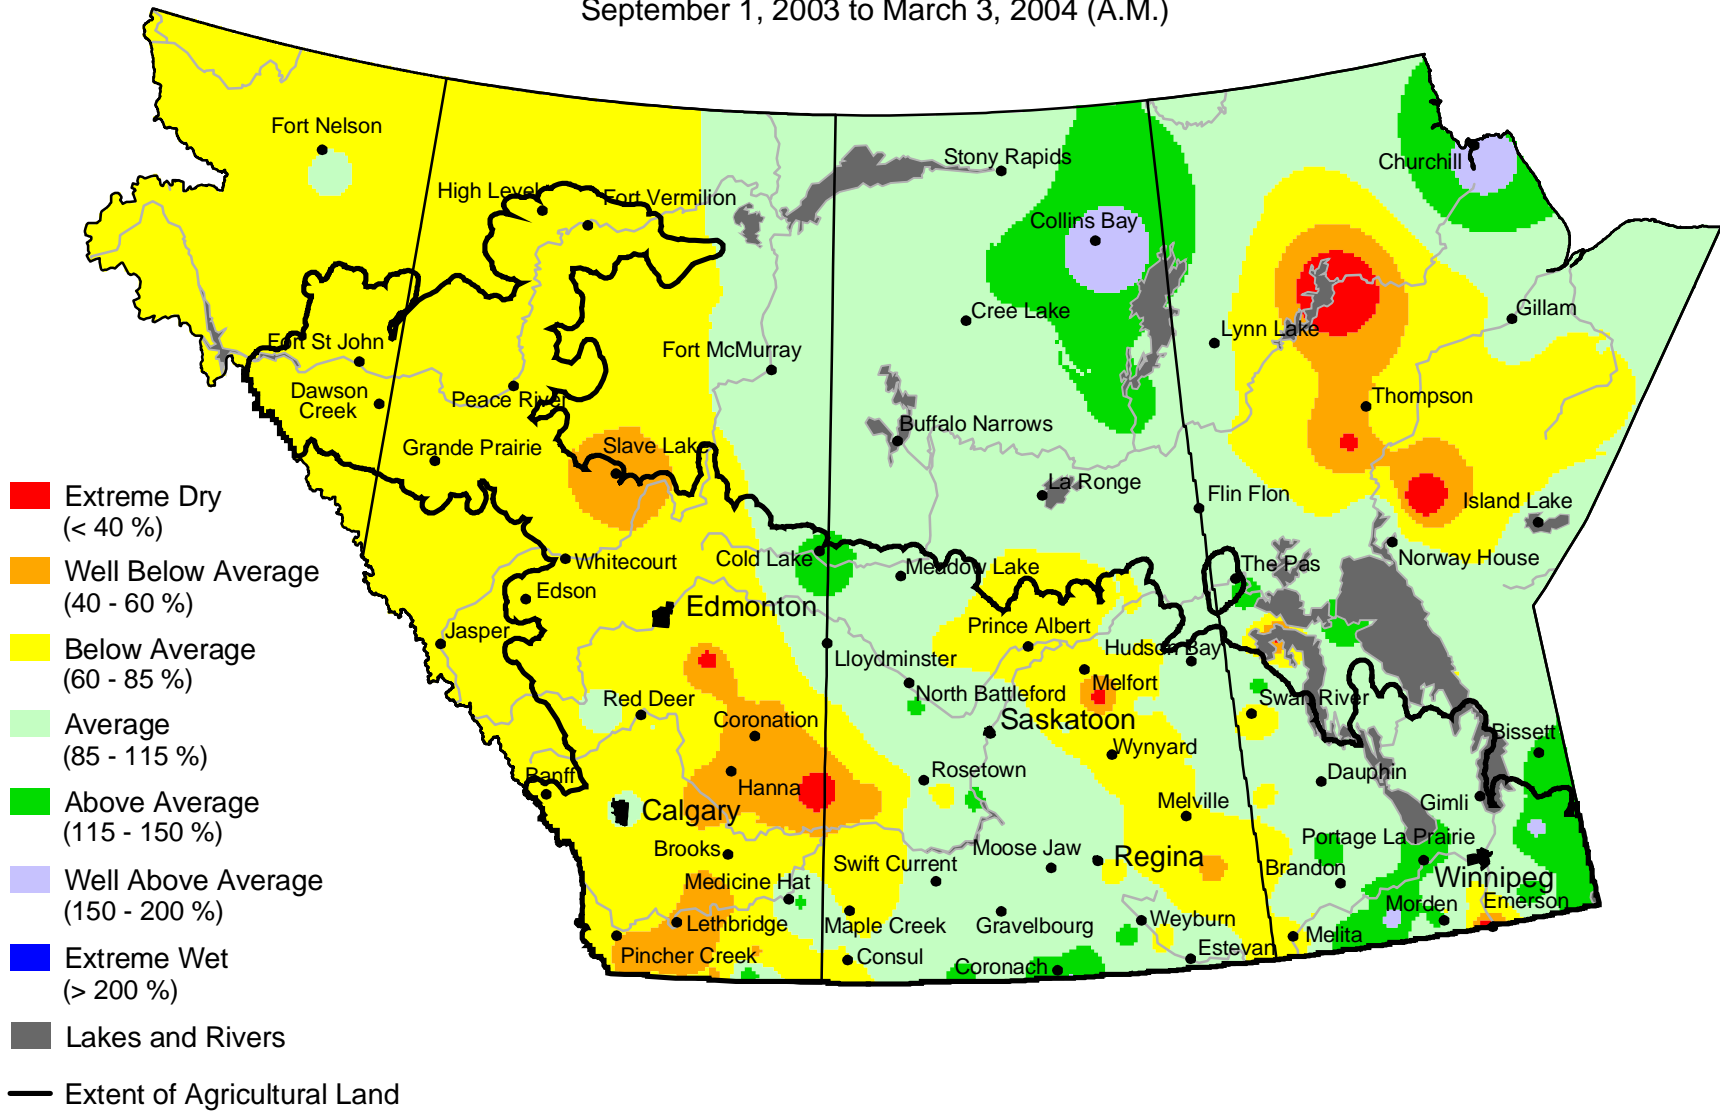 September 1, 2003 to March 3, 2004 (A.M.)
Fort Nelson
Stony Rapids
Churchill
High Level
Fort Vermilion
Collins Bay
Cree Lake
Gillam
Lynn Lake
Fort St John
Fort McMurray
Dawson
Creek
Peace River
Thompson
Buffalo Narrows
Grande Prairie
Slave Lake
La Ronge
Flin Flon
Island Lake
Whitecourt
Cold Lake
Meadow Lake
The Pas
Norway House
Edson
Edmonton
Jasper
Prince Albert
Hudson Bay
Lloydminster
Melfort
North Battleford
Red Deer
Swan River
Coronation
Saskatoon
Wynyard
Bissett
Banff
Hanna
Rosetown
Dauphin
Calgary
Melville
Gimli
Portage La Prairie
Brooks
Swift Current
Moose Jaw
Regina
Brandon
Winnipeg
Medicine Hat
Morden
Emerson
Lethbridge
Maple Creek
Gravelbourg
Weyburn
Melita
Pincher Creek
Consul
Coronach
Estevan
Extreme Dry
(< 40 %)
Well Below Average
(40 - 60 %)
Below Average
(60 - 85 %)
Average
(85 - 115 %)
Above Average
(115 - 150 %)
Well Above Average
(150 - 200 %)
Extreme Wet
(> 200 %)
Lakes and Rivers
Extent of Agricultural Land